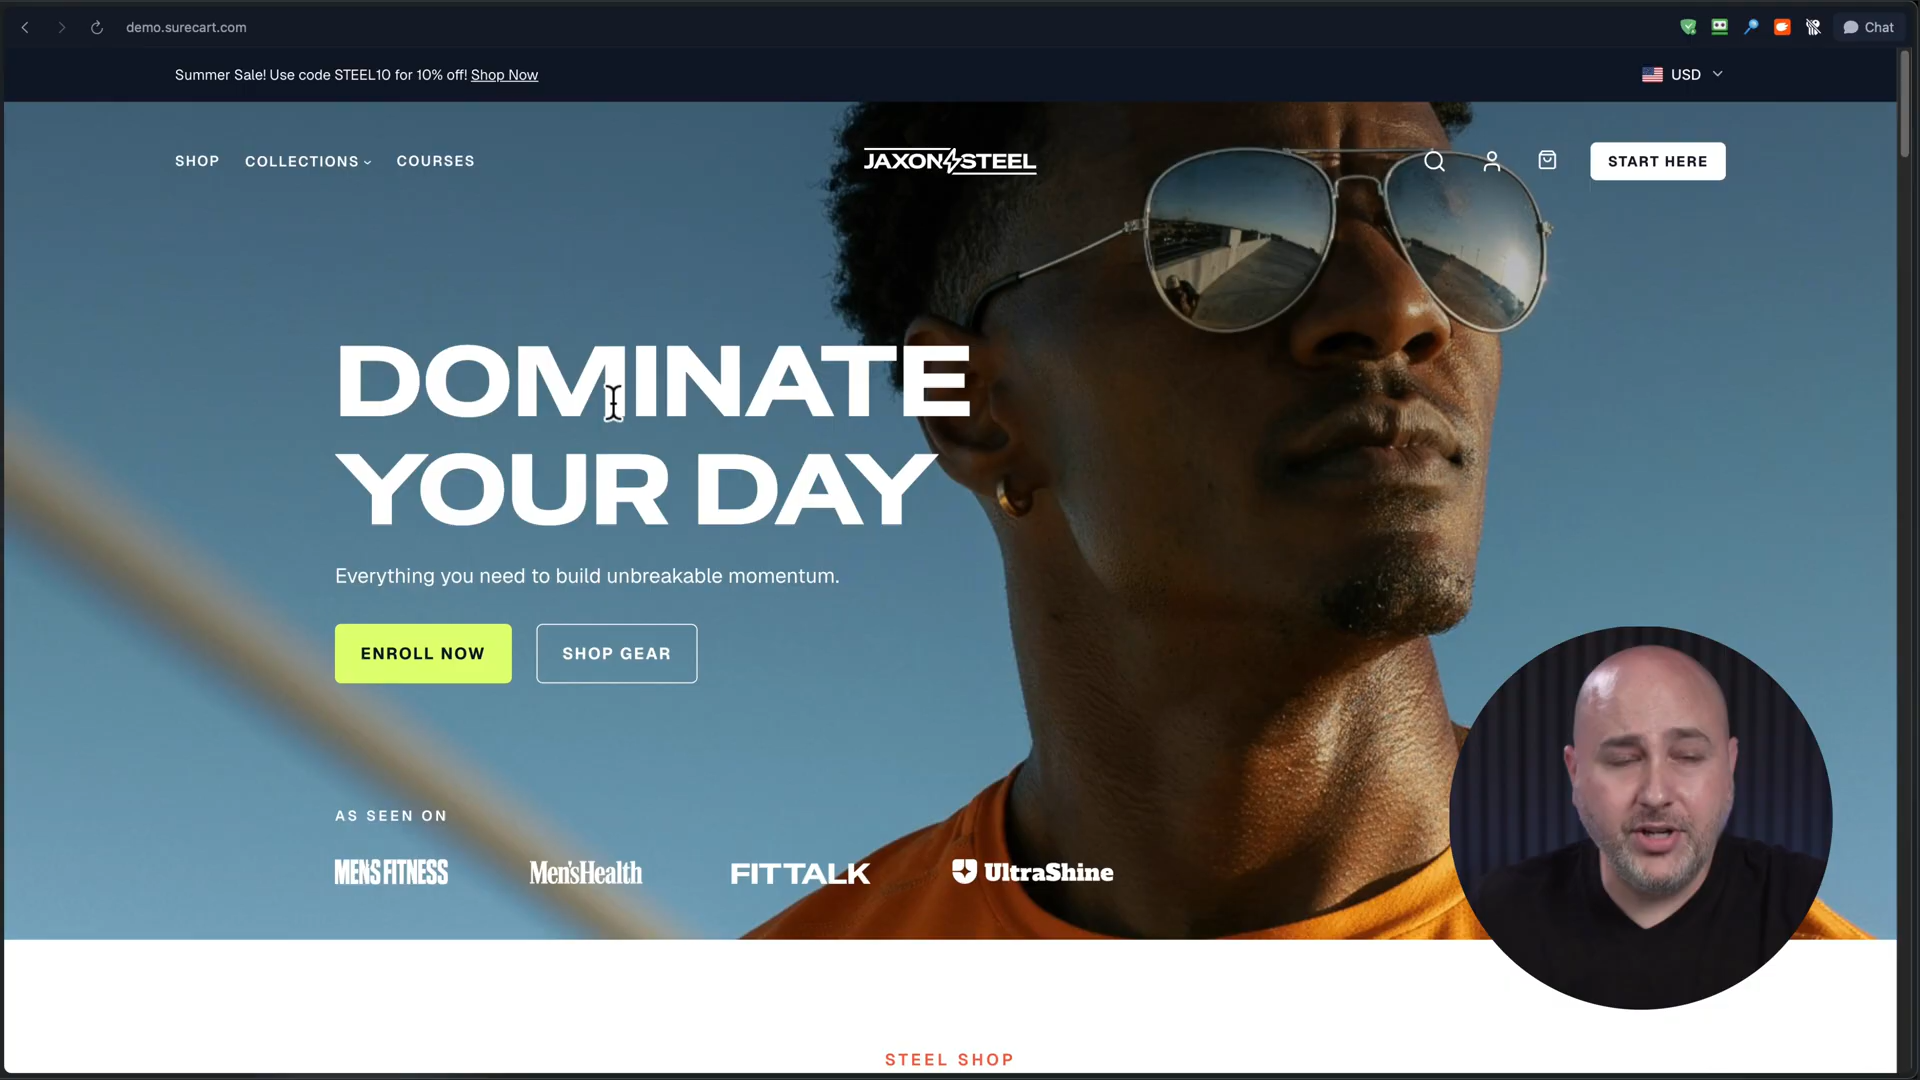 demo.surecart.com
Chat
Summer Sale! Use code STEEL10 for 10% off! Shop Now
USD
SHOP
COLLECTIONS
COURSES
JAXON STEEL
START HERE
DOMINATE
YOUR DAY
Everything you need to build unbreakable momentum.
ENROLL NOW
SHOP GEAR
AS SEEN ON
MEN'S FITNESS
Men'sHealth
FITTALK
UltraShine
STEEL SHOP